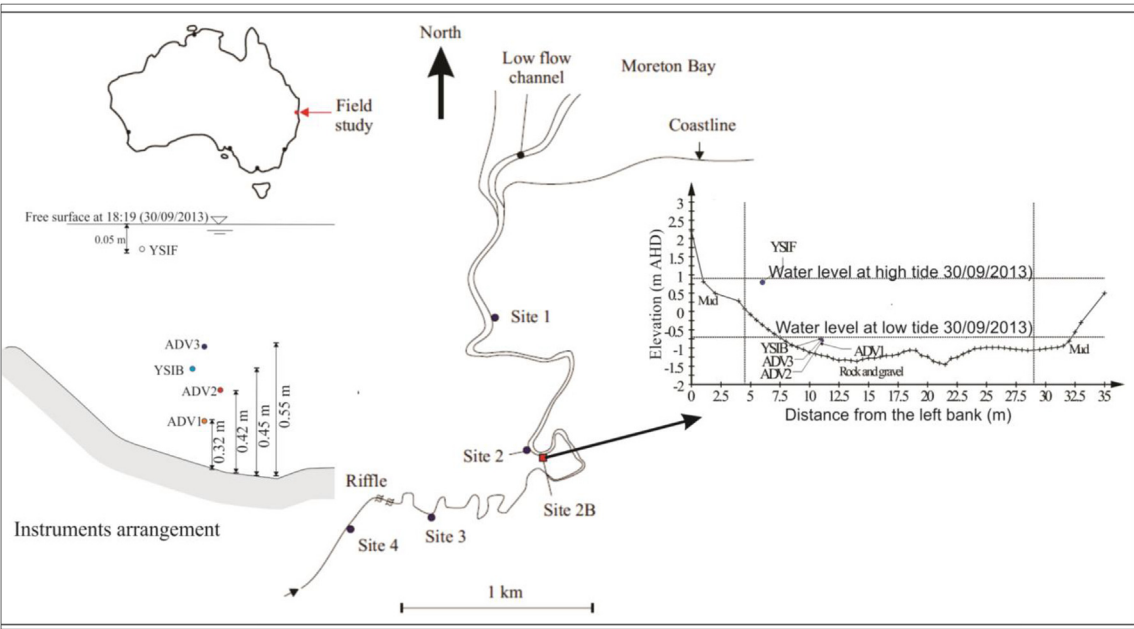 North
Low flow
channel
Moreton Bay
Field
study
Coastline
Free surface at 18:19 (30/09/2013)
0.05 m
YSIF
Site 1
ADV3
YSIB
ADV2
ADV1
0.32 m
0.42 m
0.45 m
0.55 m
Instruments arrangement
Site 2
Site 2B
Riffle
Site 3
Site 4
1 km
Elevation (m AHD)
3
2.5
2
1.5
1
0.5
0
-0.5
-1
-1.5
-2
YSIF
Water level at high tide 30/09/2013)
Mud
Water level at low tide 30/09/2013)
YSIB
ADV3
ADV2
ADV1
Rock and gravel
Mud
0 2.5 5 7.5 10 12.5 15 17.5 20 22.5 25 27.5 30 32.5 35
Distance from the left bank (m)